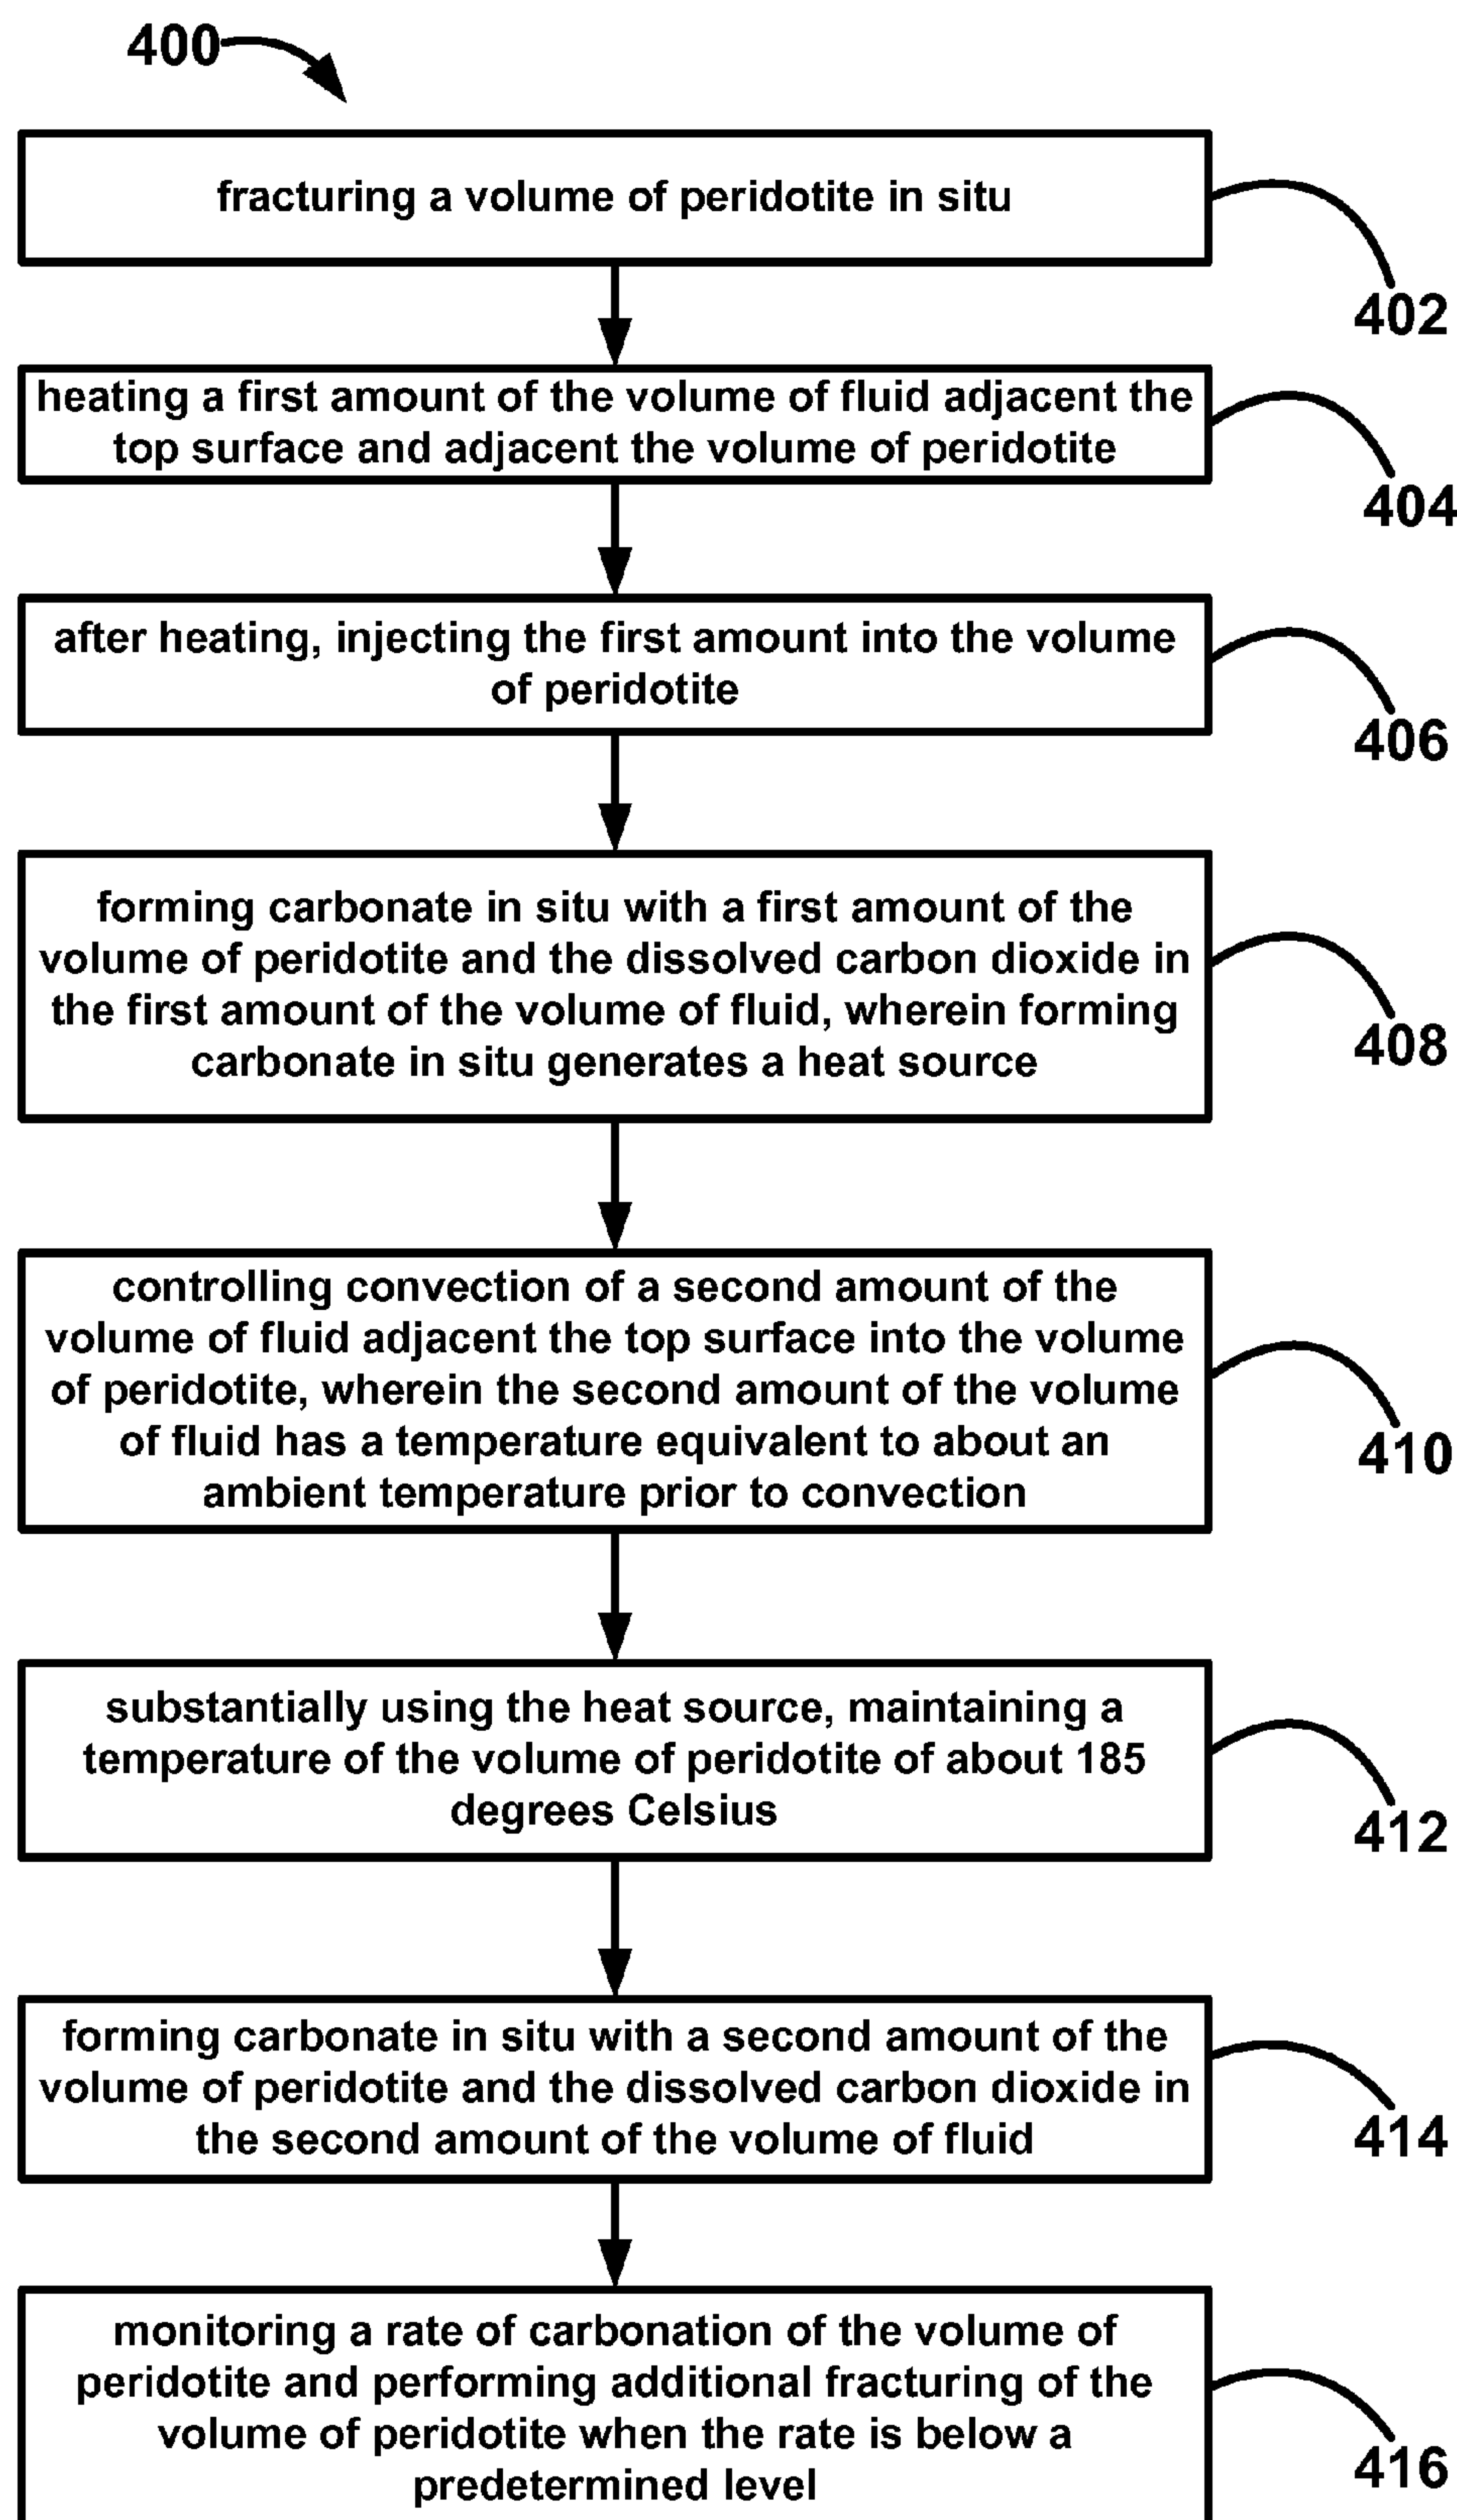 400
fracturing a volume of peridotite in situ
402
heating a first amount of the volume of fluid adjacent the
top surface and adjacent the volume of peridotite
404
after heating, injecting the first amount into the volume
of peridotite
406
forming carbonate in situ with a first amount of the
volume of peridotite and the dissolved carbon dioxide in
the first amount of the volume of fluid, wherein forming
carbonate in situ generates a heat source
408
controlling convection of a second amount of the
volume of fluid adjacent the top surface into the volume
of peridotite, wherein the second amount of the volume
of fluid has a temperature equivalent to about an
ambient temperature prior to convection
410
substantially using the heat source, maintaining a
temperature of the volume of peridotite of about 185
degrees Celsius
412
forming carbonate in situ with a second amount of the
volume of peridotite and the dissolved carbon dioxide in
the second amount of the volume of fluid
414
monitoring a rate of carbonation of the volume of
peridotite and performing additional fracturing of the
volume of peridotite when the rate is below a
predetermined level
416